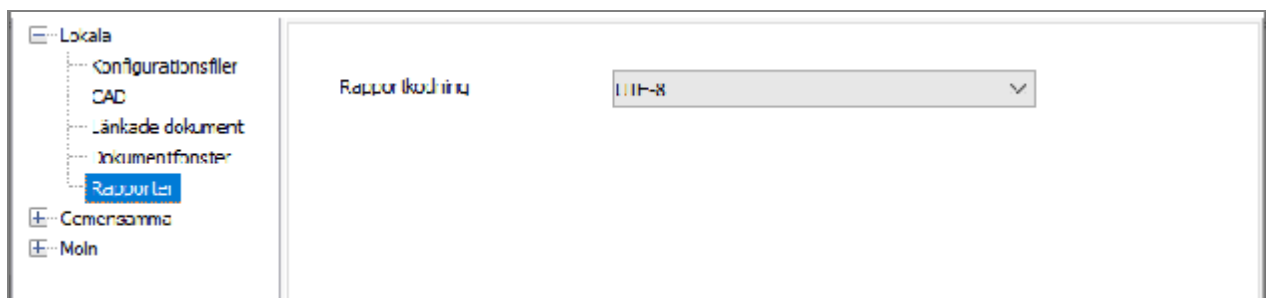 Lokala
Konfigurationsfiler
CAD
Länkade dokument
Dokumentfönster
Rapporter
Gemensamma
Moln
Rapportkodning
UTF-8